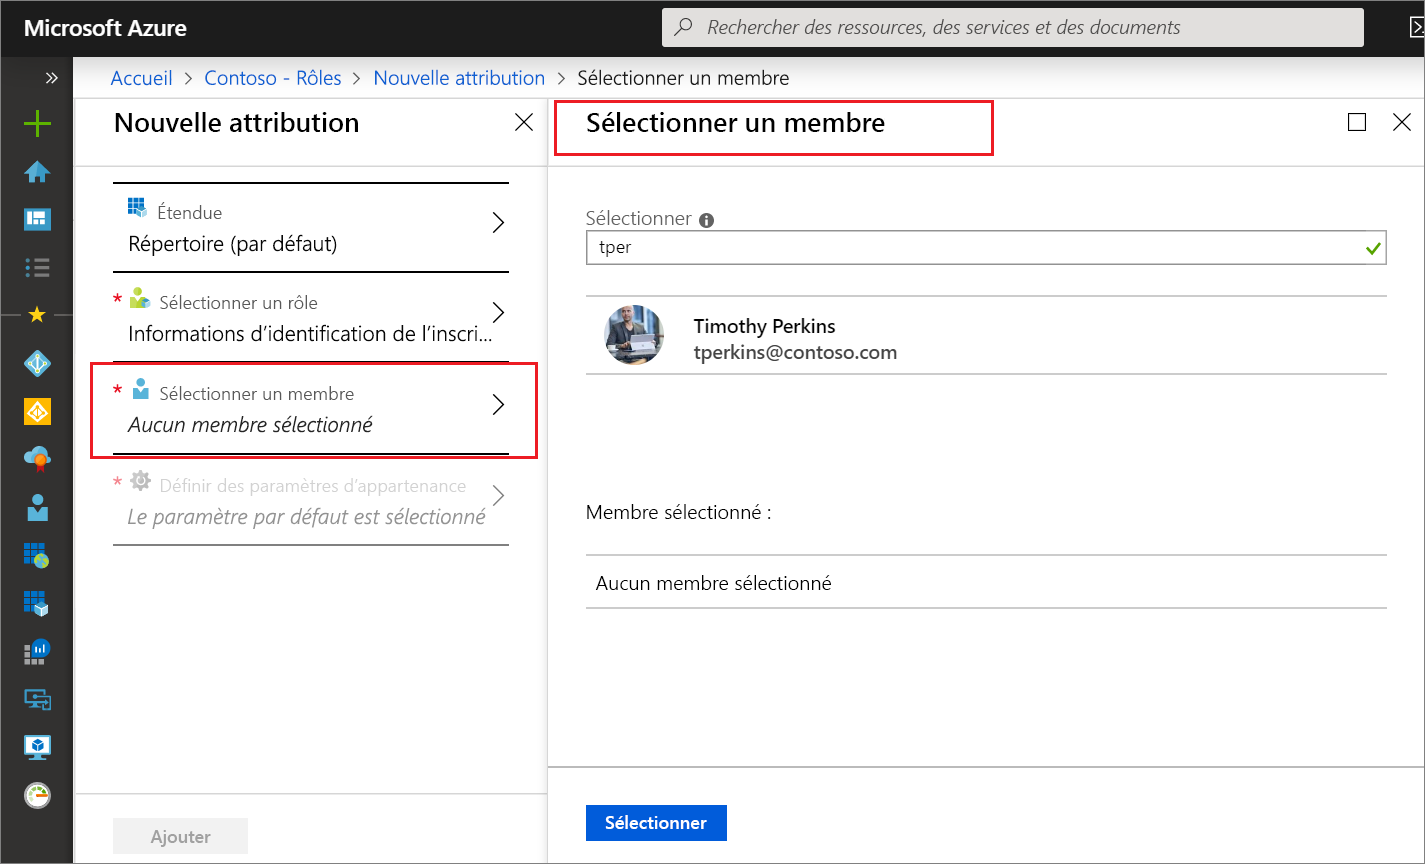 Microsoft Azure
Rechercher des ressources, des services et des documents
Accueil > Contoso - Rôles > Nouvelle attribution > Sélectionner un membre
Nouvelle attribution
Étendue
Répertoire (par défaut)
* Sélectionner un rôle
Informations d’identification de l’inscri...
* Sélectionner un membre
Aucun membre sélectionné
* Définir des paramètres d’appartenance
Le paramètre par défaut est sélectionné
Ajouter
Sélectionner un membre
Sélectionner
tper
Timothy Perkins
tperkins@contoso.com
Membre sélectionné :
Aucun membre sélectionné
Sélectionner